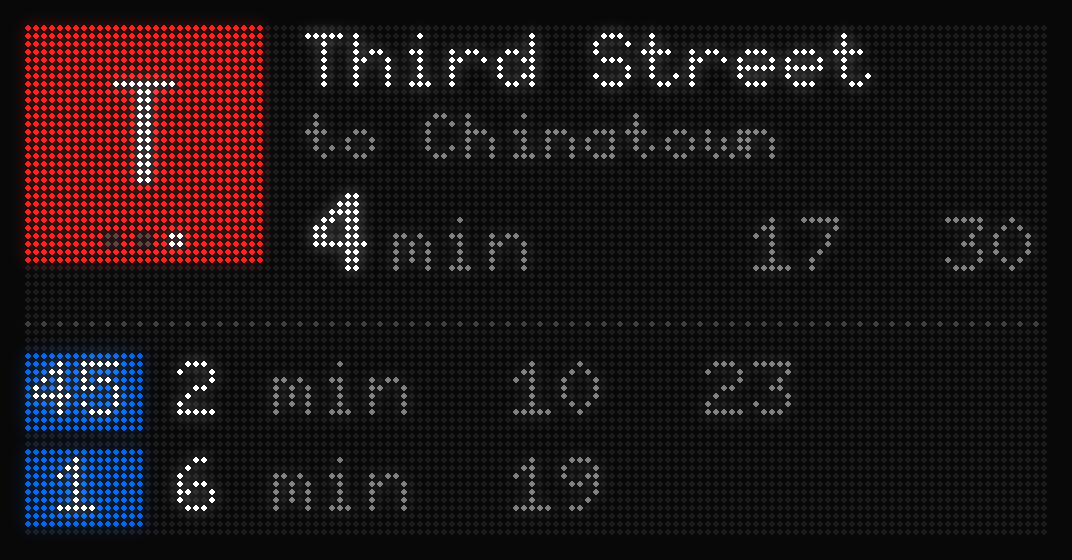 T
Third Street
to Chinatown
4 min 17 30
45 2 min 10 23
1 6 min 19